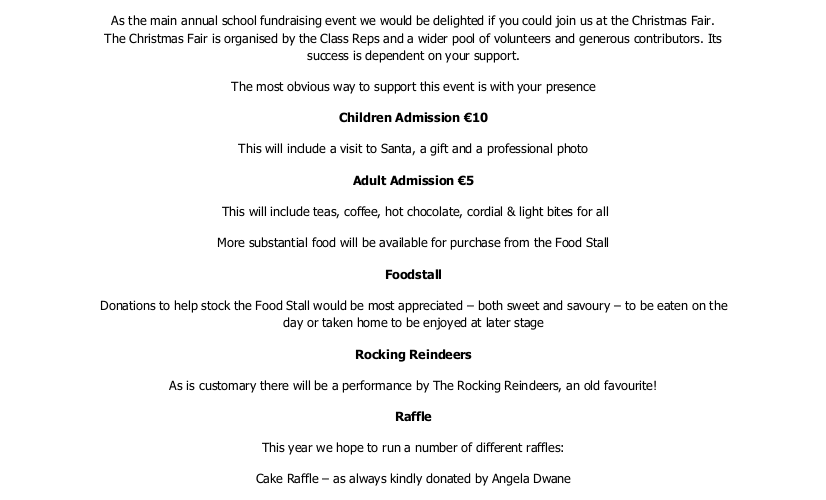 As the main annual school fundraising event we would be delighted if you could join us at the Christmas Fair.
The Christmas Fair is organised by the Class Reps and a wider pool of volunteers and generous contributors. Its
success is dependent on your support.
The most obvious way to support this event is with your presence
Children Admission €10
This will include a visit to Santa, a gift and a professional photo
Adult Admission €5
This will include teas, coffee, hot chocolate, cordial & light bites for all
More substantial food will be available for purchase from the Food Stall
Foodstall
Donations to help stock the Food Stall would be most appreciated – both sweet and savoury – to be eaten on the
day or taken home to be enjoyed at later stage
Rocking Reindeers
As is customary there will be a performance by The Rocking Reindeers, an old favourite!
Raffle
This year we hope to run a number of different raffles:
Cake Raffle – as always kindly donated by Angela Dwane